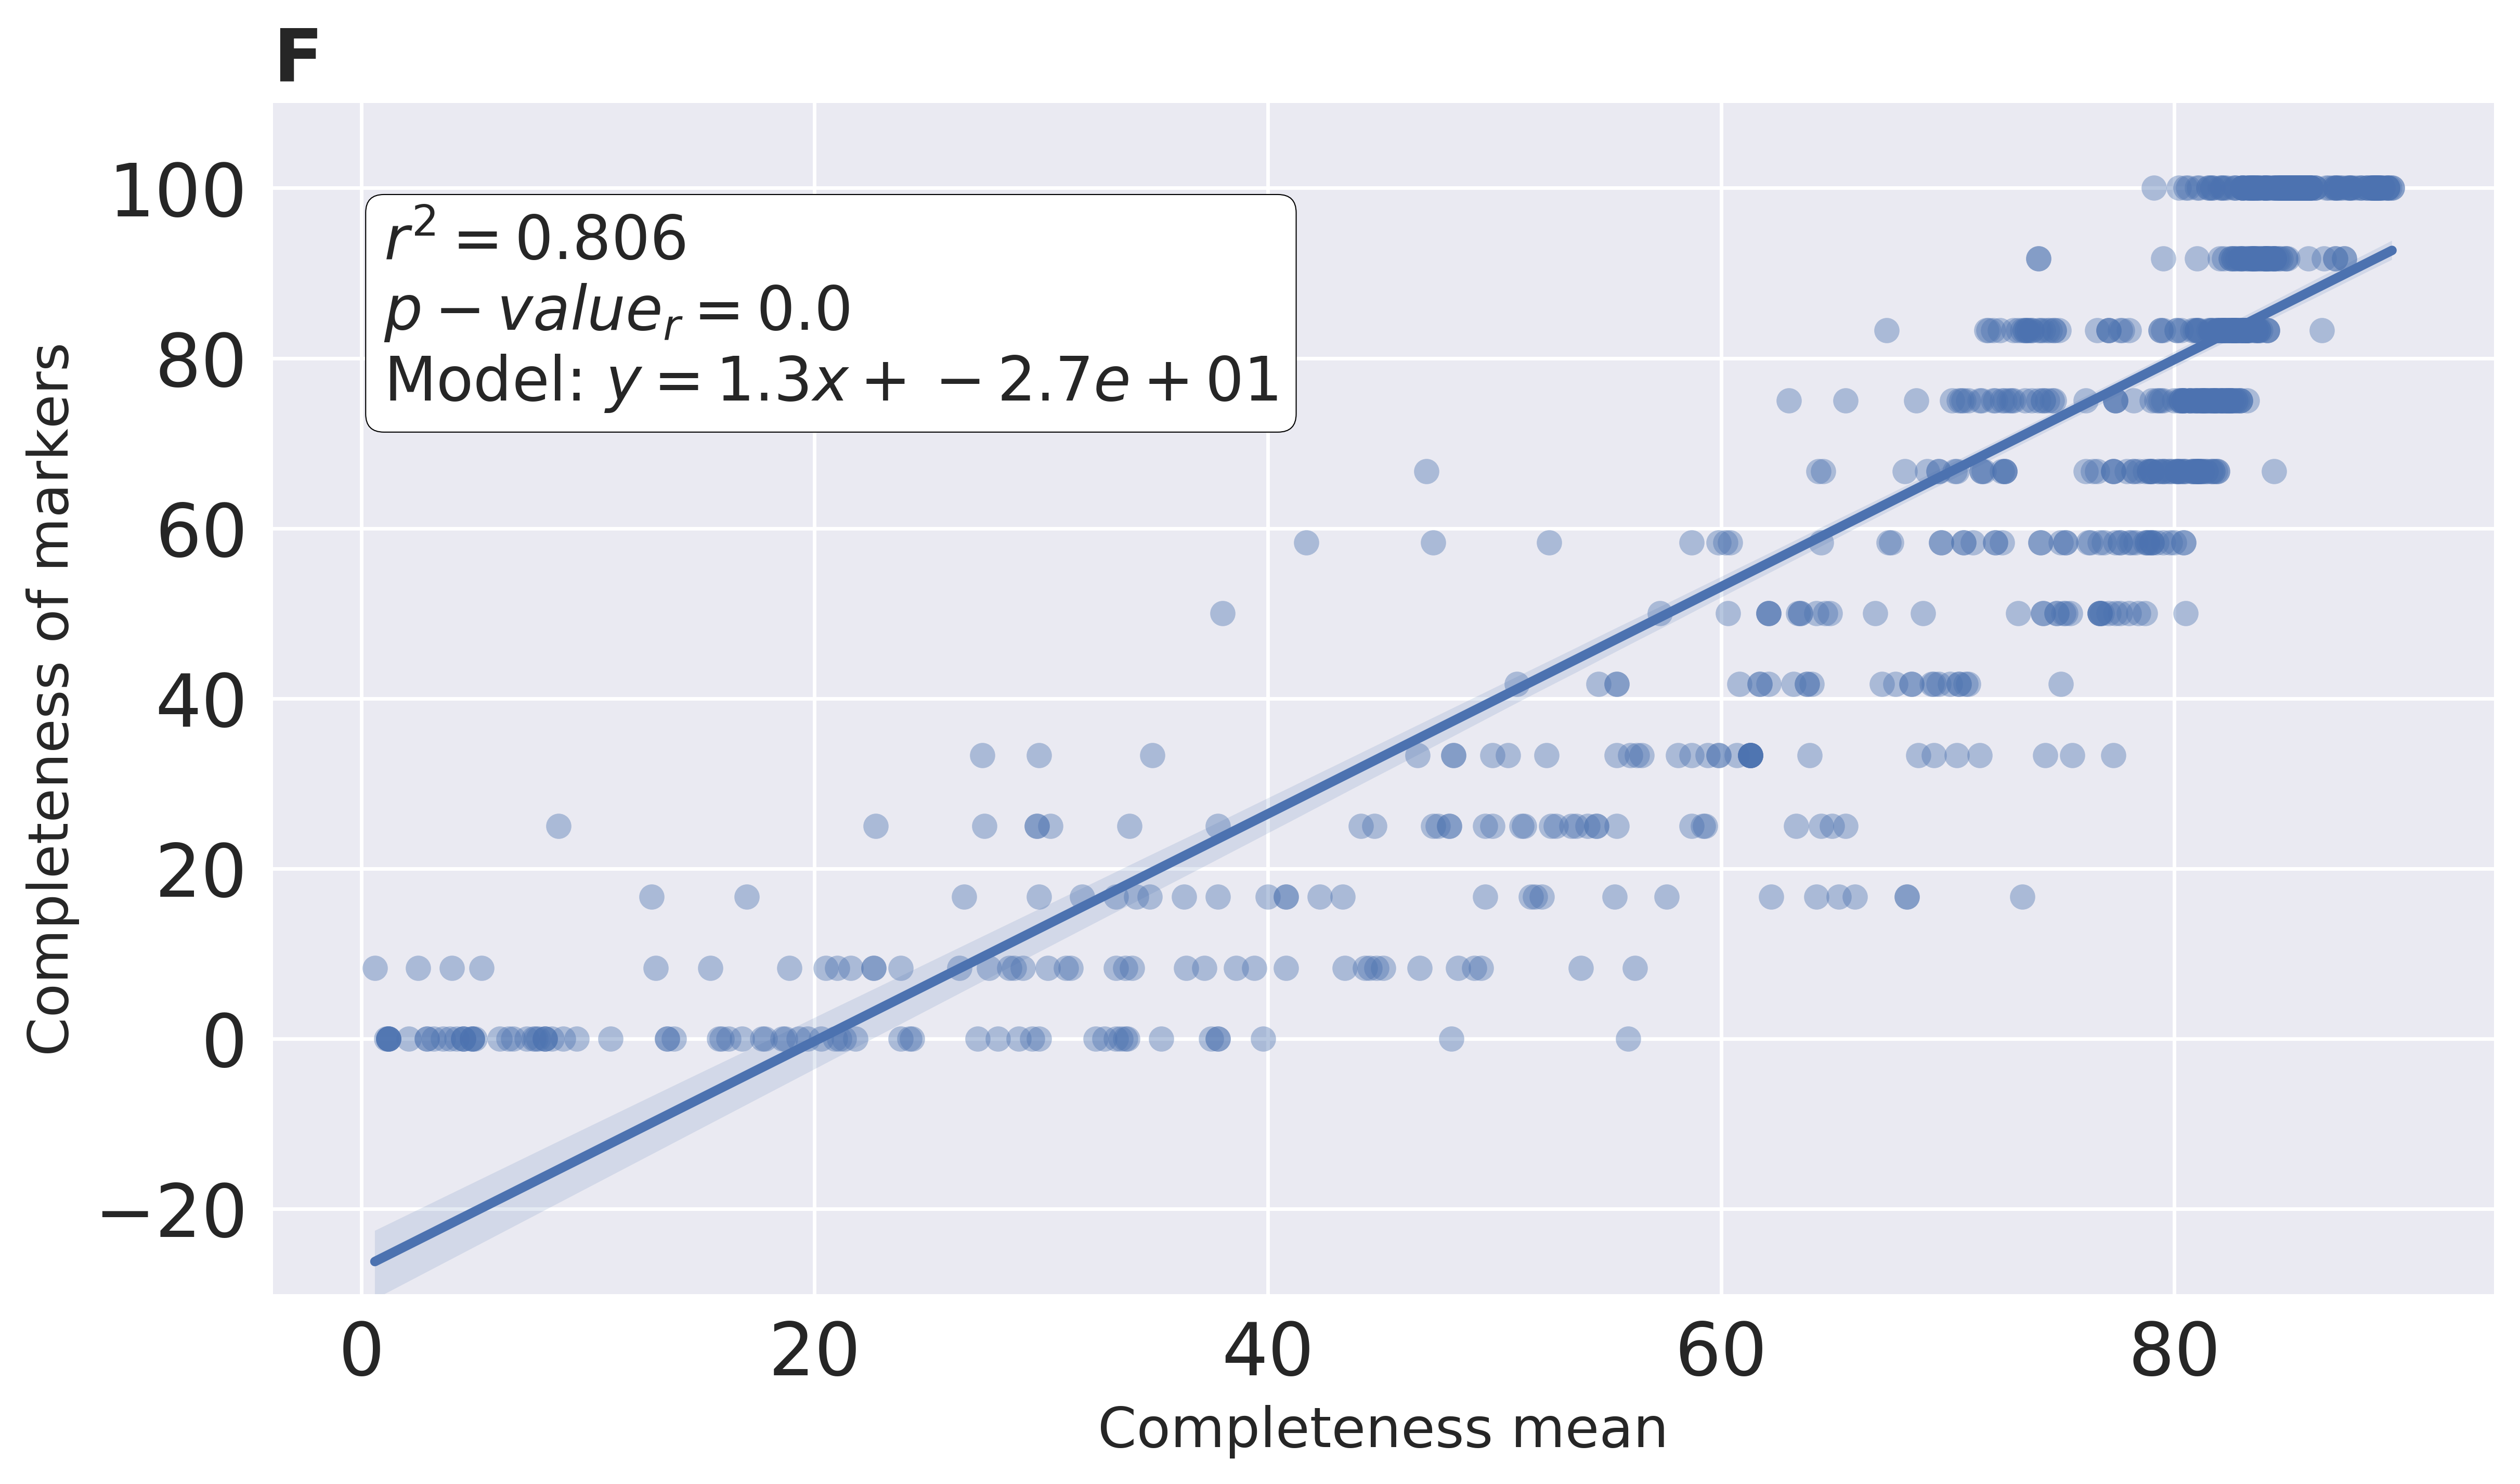 F
100
80
60
40
20
0
−20
Completeness of markers
r² = 0.806
p − valueᵣ = 0.0
Model: y = 1.3x + − 2.7e + 01
0 20 40 60 80
Completeness mean